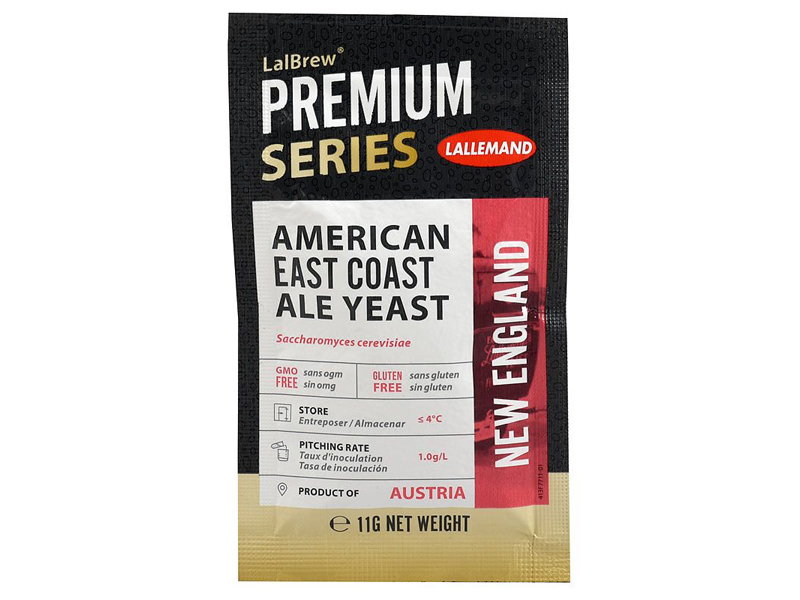 LalBrew®
PREMIUM
SERIES
LALLEMAND
AMERICAN
EAST COAST
ALE YEAST
Saccharomyces cerevisiae
GMO FREE
sans ogm
sin omg
GLUTEN FREE
sans gluten
sin gluten
STORE
Entreposer / Almacenar
≤ 4°C
PITCHING RATE
Taux d'inoculation
Tasa de inoculación
1.0g/L
PRODUCT OF AUSTRIA
NEW ENGLAND
413F7711-01
℮ 11G NET WEIGHT